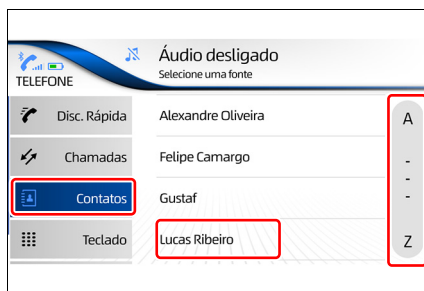 TELEFONE
Áudio desligado
Selecione uma fonte
Disc. Rápida
Chamadas
Contatos
Teclado
Alexandre Oliveira
Felipe Camargo
Gustaf
Lucas Ribeiro
A
-
-
-
Z